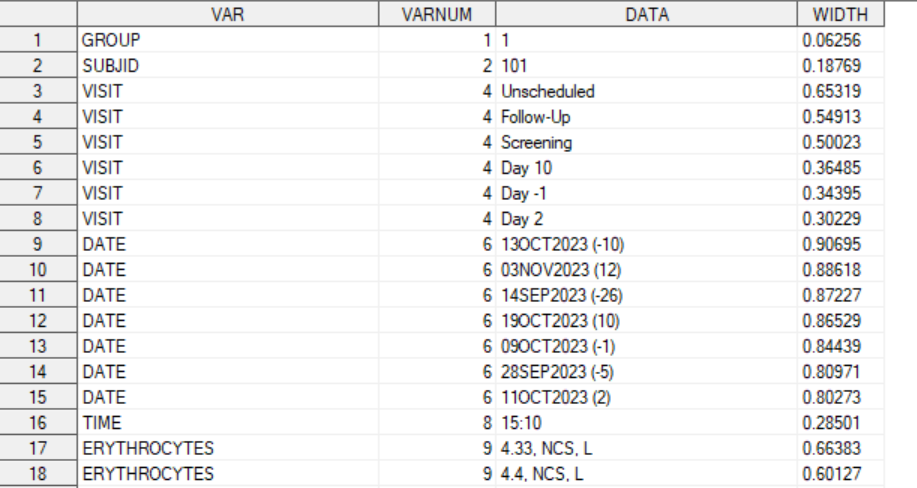 VAR VARNUM DATA WIDTH
1 GROUP 1 1 0.06256
2 SUBJID 2 101 0.18769
3 VISIT 4 Unscheduled 0.65319
4 VISIT 4 Follow-Up 0.54913
5 VISIT 4 Screening 0.50023
6 VISIT 4 Day 10 0.36485
7 VISIT 4 Day -1 0.34395
8 VISIT 4 Day 2 0.30229
9 DATE 6 13OCT2023 (-10) 0.90695
10 DATE 6 03NOV2023 (12) 0.88618
11 DATE 6 14SEP2023 (-26) 0.87227
12 DATE 6 19OCT2023 (10) 0.86529
13 DATE 6 09OCT2023 (-1) 0.84439
14 DATE 6 28SEP2023 (-5) 0.80971
15 DATE 6 11OCT2023 (2) 0.80273
16 TIME 8 15:10 0.28501
17 ERYTHROCYTES 9 4.33, NCS, L 0.66383
18 ERYTHROCYTES 9 4.4, NCS, L 0.60127